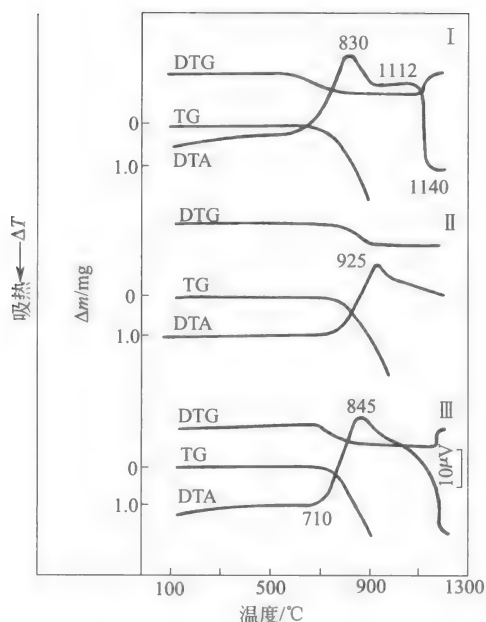 830
Ⅰ
DTG
1112
TG
0
DTA
1.0
1140
DTG
Ⅱ
925
TG
0
DTA
1.0
845
Ⅲ
DTG
TG
0
DTA
1.0
710
10μV
吸热←ΔT
Δm/mg
100 500 900 1300
温度/℃